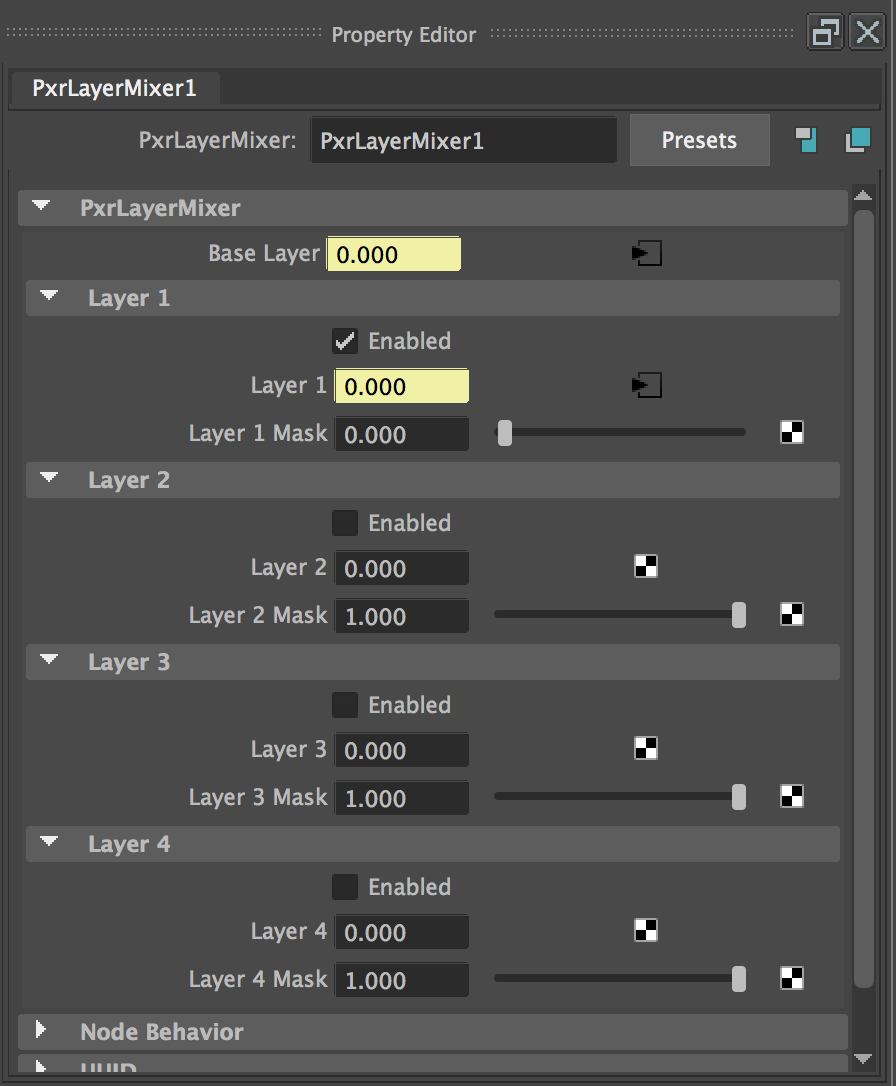 Property Editor
PxrLayerMixer1
PxrLayerMixer: PxrLayerMixer1 Presets
PxrLayerMixer
Base Layer 0.000
Layer 1
Enabled
Layer 1 0.000
Layer 1 Mask 0.000
Layer 2
Enabled
Layer 2 0.000
Layer 2 Mask 1.000
Layer 3
Enabled
Layer 3 0.000
Layer 3 Mask 1.000
Layer 4
Enabled
Layer 4 0.000
Layer 4 Mask 1.000
Node Behavior
UUID